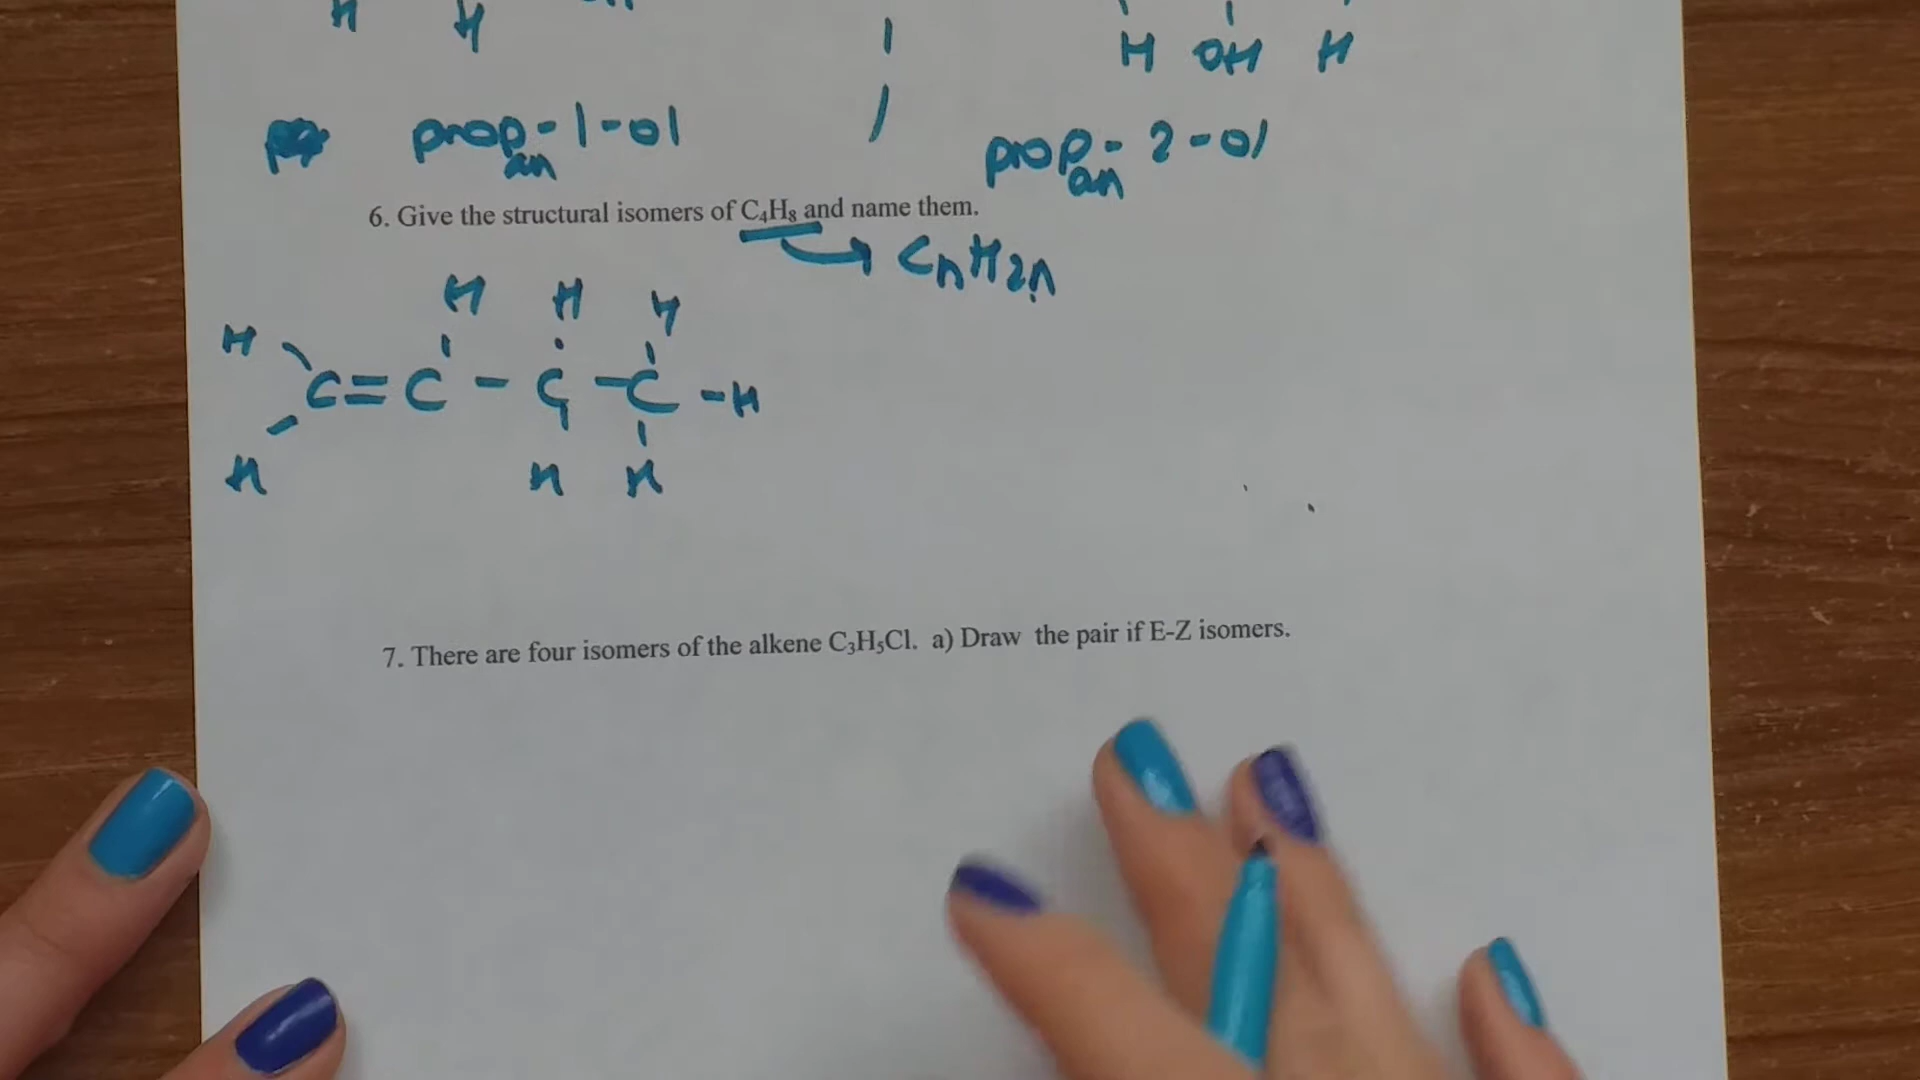 H H
H OH H
prop-1-ol
an
prop-2-ol
an
6. Give the structural isomers of C₄H₈ and name them.
CnH2n
H H H
H
C=C-C-C-H
H H H
7. There are four isomers of the alkene C₃H₅Cl. a) Draw the pair if E-Z isomers.